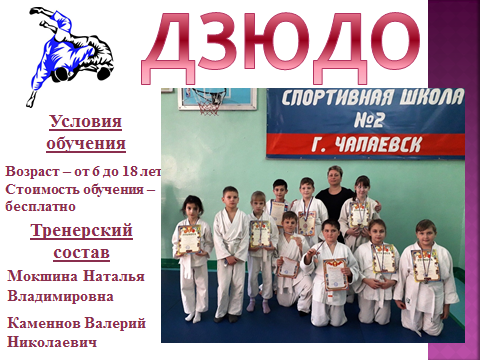 ДЗЮДО
СПОРТИВНАЯ ШКОЛА
№2
Г. ЧАПАЕВСК
Условия
обучения
Возраст – от 6 до 18 лет
Стоимость обучения –
бесплатно
Тренерский
состав
Мокшина Наталья
Владимировна
Каменнов Валерий
Николаевич